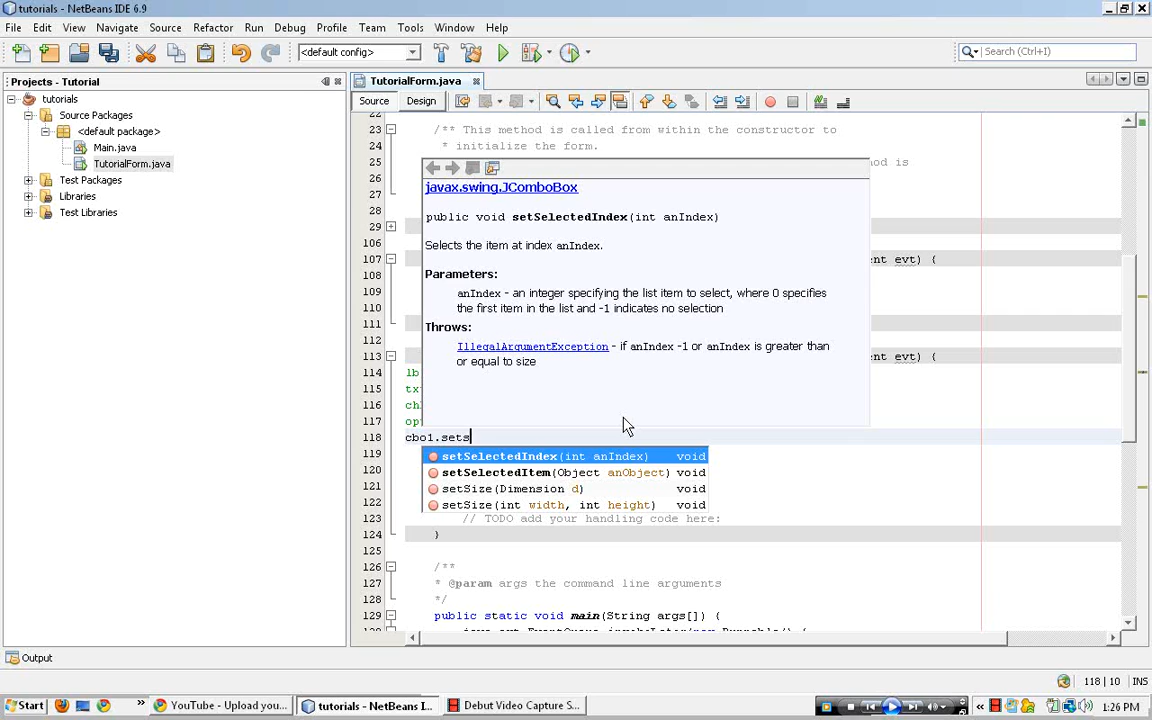 tutorials - NetBeans IDE 6.9
File Edit View Navigate Source Refactor Run Debug Profile Team Tools Window Help
<default config>
Search (Ctrl+I)
Projects - Tutorial
TutorialForm.java
tutorials
Source Packages
<default package>
Main.java
TutorialForm.java
Test Packages
Libraries
Test Libraries
Source Design
22
23 /** This method is called from within the constructor to
24 * initialize the form.
25
26
27
28
29
106
107 ent evt) {
108
109
110
111
112
113 ent evt) {
114 lb
115 tx
116 ch
117 op
118 cbo1.sets
119
120
121
122
123 // TODO add your handling code here:
124 }
125
126 /**
127 * @param args the command line arguments
128 */
129 public static void main(String args[]) {
javax.swing.JComboBox
public void setSelectedIndex(int anIndex)
Selects the item at index anIndex.
Parameters:
anIndex - an integer specifying the list item to select, where 0 specifies
the first item in the list and -1 indicates no selection
Throws:
IllegalArgumentException - if anIndex -1 or anIndex is greater than
or equal to size
setSelectedIndex(int anIndex) void
setSelectedItem(Object anObject) void
setSize(Dimension d) void
setSize(int width, int height) void
Output
118 | 10 INS
Start
YouTube - Upload you...
tutorials - NetBeans I...
Debut Video Capture S...
1:26 PM